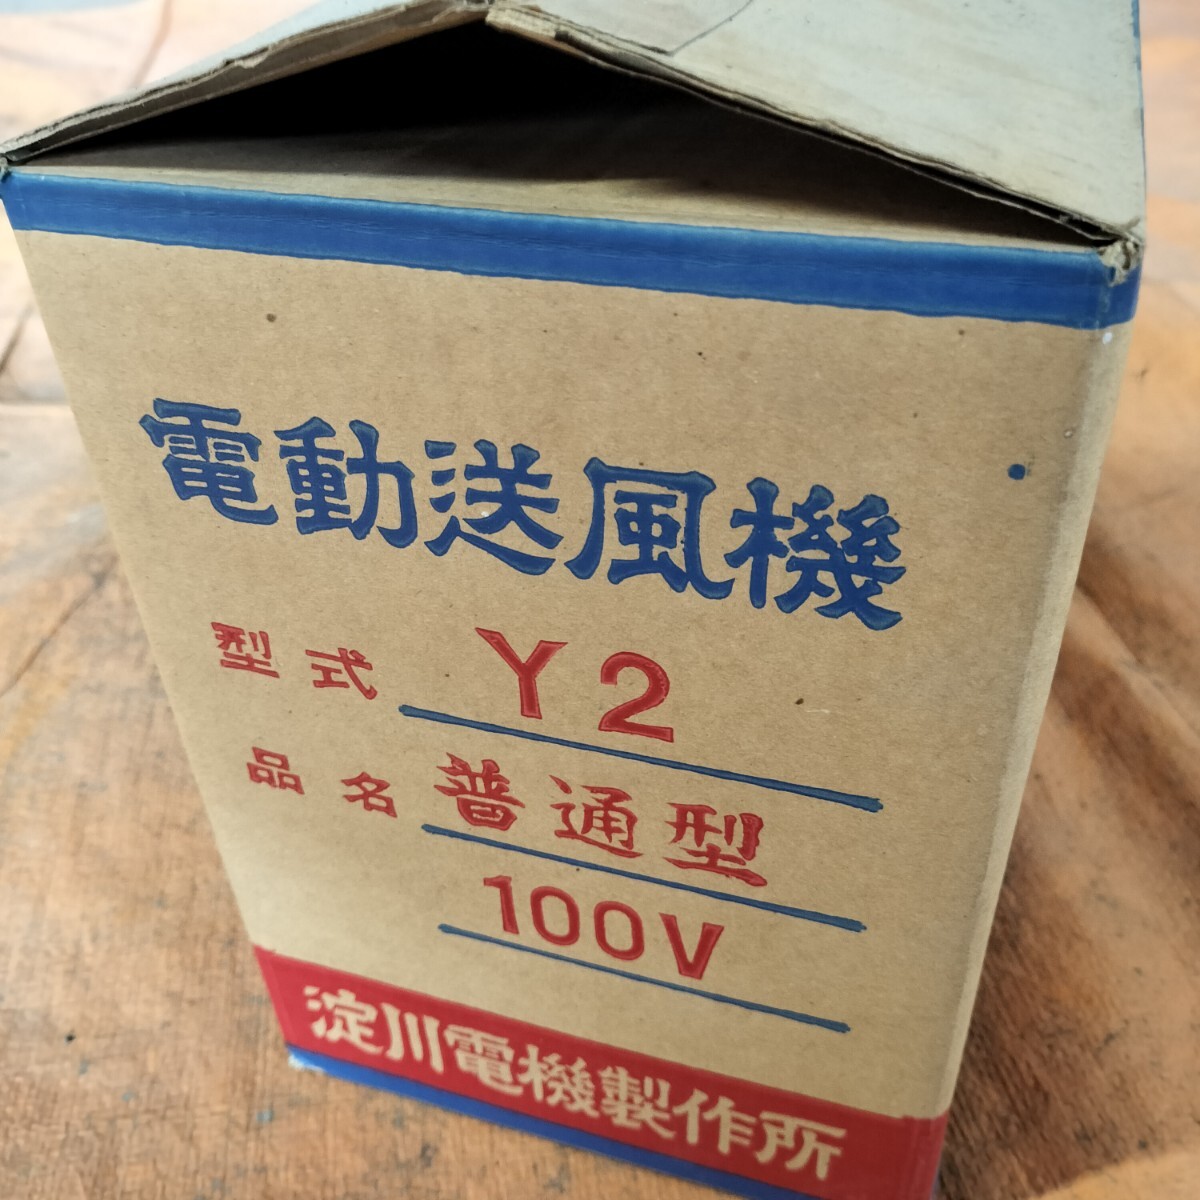 電動送風機
型式 Y2
品名 普通型
100V
淀川電機製作所